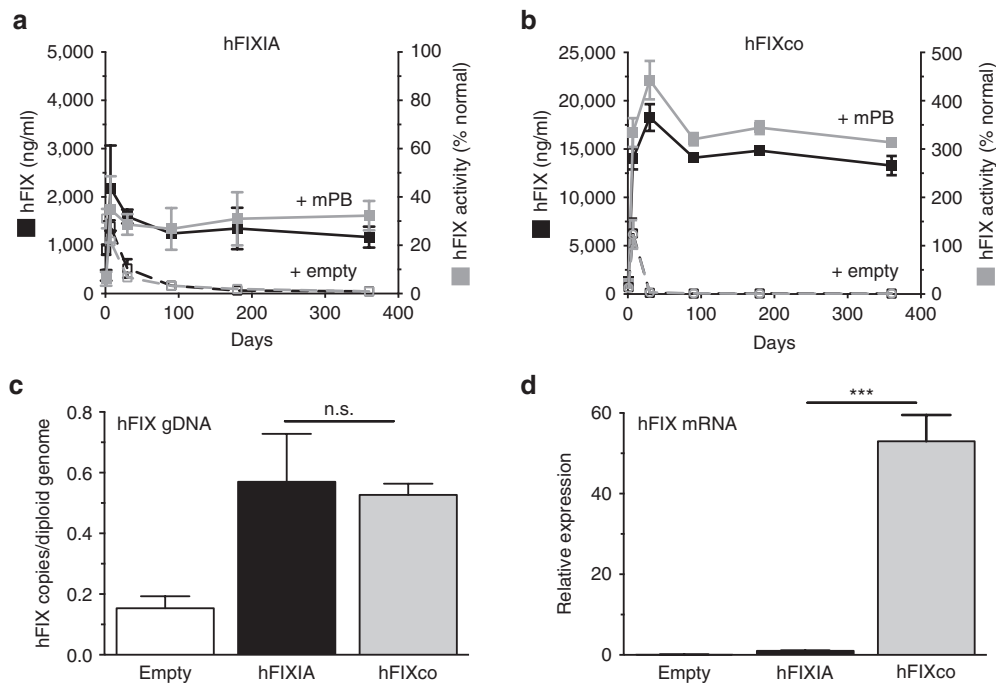 a
hFIXIA
5,000
4,000
3,000
2,000
1,000
0
hFIX (ng/ml)
100
80
60
40
20
0
hFIX activity (% normal)
+ mPB
+ empty
0 100 200 300 400
Days
b
hFIXco
25,000
20,000
15,000
10,000
5,000
0
hFIX (ng/ml)
500
400
300
200
100
0
hFIX activity (% normal)
+ mPB
+ empty
0 100 200 300 400
Days
c
hFIX gDNA
n.s.
0.8
0.6
0.4
0.2
0.0
hFIX copies/diploid genome
Empty hFIXIA hFIXco
d
hFIX mRNA
***
60
40
20
0
Relative expression
Empty hFIXIA hFIXco